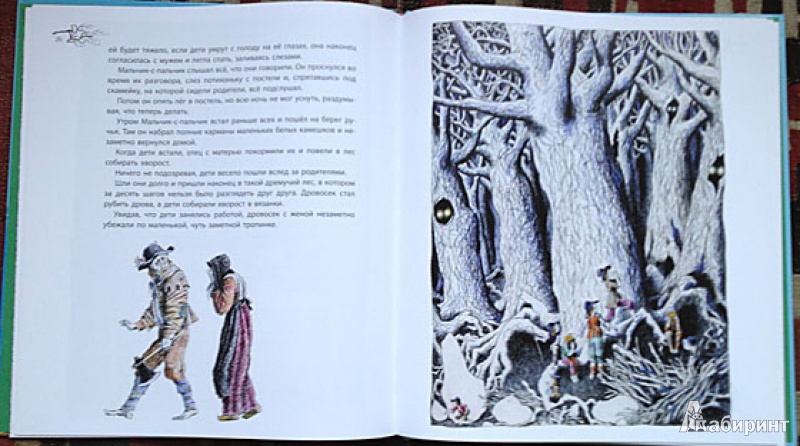 ей будет тяжело, если дети умрут с голоду на её глазах, она наконец
согласилась с мужем и легла спать, заливаясь слезами.
Мальчик-с-пальчик слышал всё, что они говорили. Он проснулся во
время их разговора, слез потихоньку с постели и, спрятавшись под
скамейку, на которой сидели родители, всё подслушал.
Потом он опять лёг в постель, но всю ночь не мог уснуть, раздумы-
вая, что теперь делать.
Утром Мальчик-с-пальчик встал раньше всех и пошёл на берег ру-
чья. Там он набрал полные карманы маленьких белых камешков и не-
заметно вернулся домой.
Когда дети встали, отец с матерью покормили их и повели в лес
собирать хворост.
Ничего не подозревая, дети весело пошли вслед за родителями.
Шли они долго и пришли наконец в такой дремучий лес, в котором
за десять шагов нельзя было разглядеть друг друга. Дровосек стал
рубить дрова, а дети собирали хворост в вязанки.
Увидав, что дети занялись работой, дровосек с женой незаметно
убежали по маленькой, чуть заметной тропинке.
Лабиринт